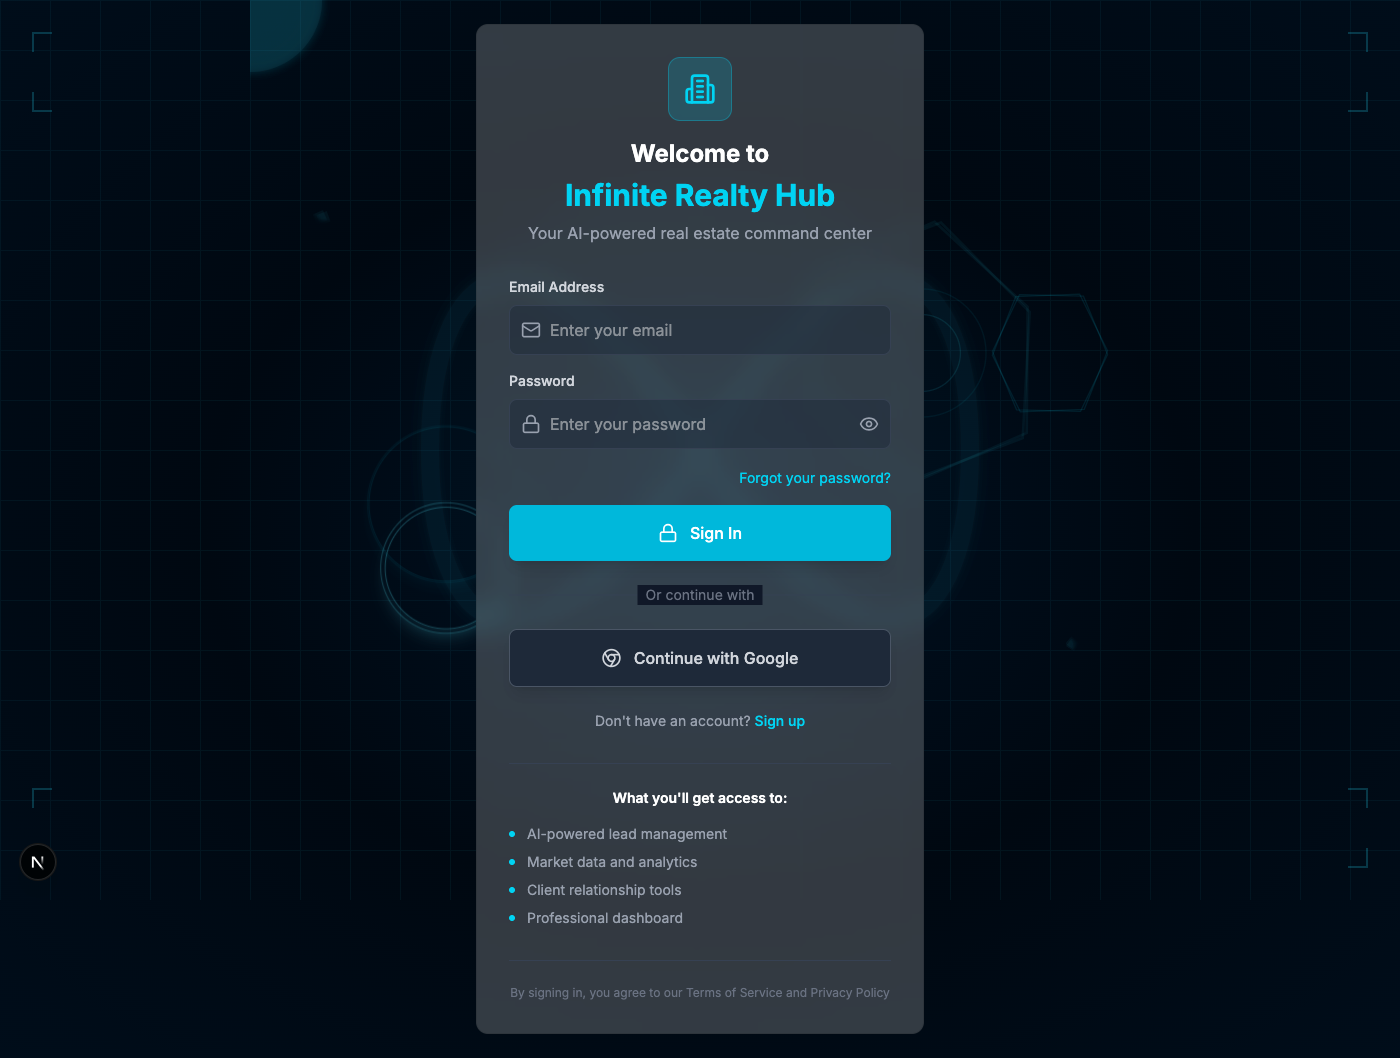 Welcome to
Infinite Realty Hub
Your AI-powered real estate command center
Email Address
Enter your email
Password
Enter your password
Forgot your password?
Sign In
Or continue with
Continue with Google
Don't have an account? Sign up
What you'll get access to:
AI-powered lead management
Market data and analytics
Client relationship tools
Professional dashboard
N
By signing in, you agree to our Terms of Service and Privacy Policy